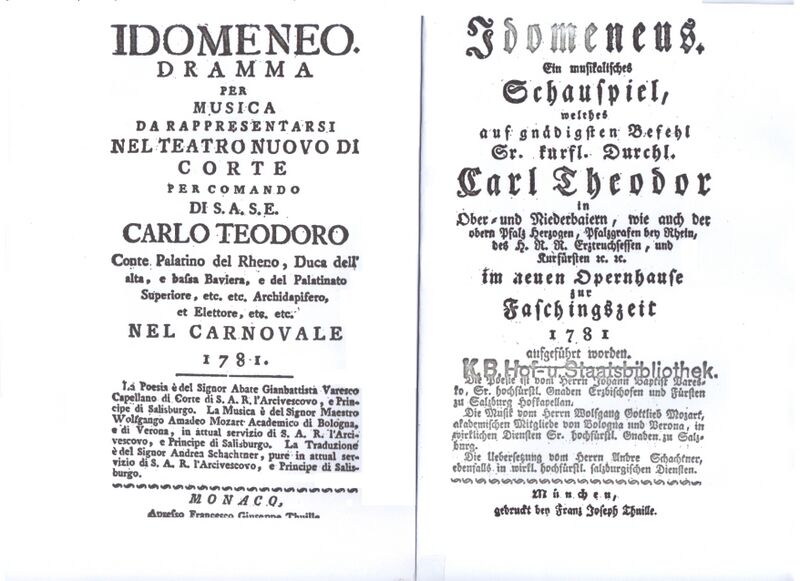 IDOMENEO.
DRAMMA
PER
MUSICA
DA RAPPRESENTARSI
NEL TEATRO NUOVO DI
CORTE
PER COMANDO
DI S. A. S. E.
CARLO TEODORO
Conte Palatino del Rheno, Duca dell'
alta, e bassa Baviera, e del Palatinato
Superiore, etc. etc. Archidapifero,
et Elettore, etc. etc.
NEL CARNOVALE
1781.
La Poesia è del Signor Abate Gianbattista Varesco
Capellano di Corte di S. A. R. l'Arcivescovo, e Prin-
cipe di Salisburgo. La Musica è del Signor Maestro
Wolfgango Amadeo Mozart Academico di Bologna,
e di Verona, in attual servizio di S. A. R. l'Arci-
vescovo, e Principe di Salisburgo. La Traduzione
è del Signor Andrea Schachtner, pure in attual ser-
vizio di S. A. R. l'Arcivescovo, e Principe di Salis-
burgo.
MONACO,
Apresso Francesco Giuseppe Thuille
Idomeneus.
Ein musikalisches
Schauspiel,
welches
auf gnädigsten Befehl
Sr. kurfl. Durchl.
Carl Theodor
in
Ober- und Niederbaiern, wie auch der
obern Pfalz Herzogen, Pfalzgrafen bey Rhein,
des H. R. R. Erztruchsessen, und
Kurfürsten ꝛc. ꝛc.
im neuen Opernhause
zur
Faschingszeit
1781
aufgeführt worden.
K.B.Hof-u.Staatsbibliothek.
Die Poesie ist vom Herrn Johann Baptist Vares-
ko, Sr. hochfürstl. Gnaden Erzbischofen und Fürsten
zu Salzburg Hofkapellan.
Die Musik vom Herrn Wolfgang Gottlieb Mozart,
akademischen Mitgliede von Bologna und Verona, in
wirklichen Diensten Sr. hochfürstl. Gnaden zu Salz-
burg.
Die Uebersetzung vom Herrn Andre Schachtner,
ebenfalls in wirkl. hochfürstl. salzburgischen Diensten.
München,
gedruckt bey Franz Joseph Thuille.